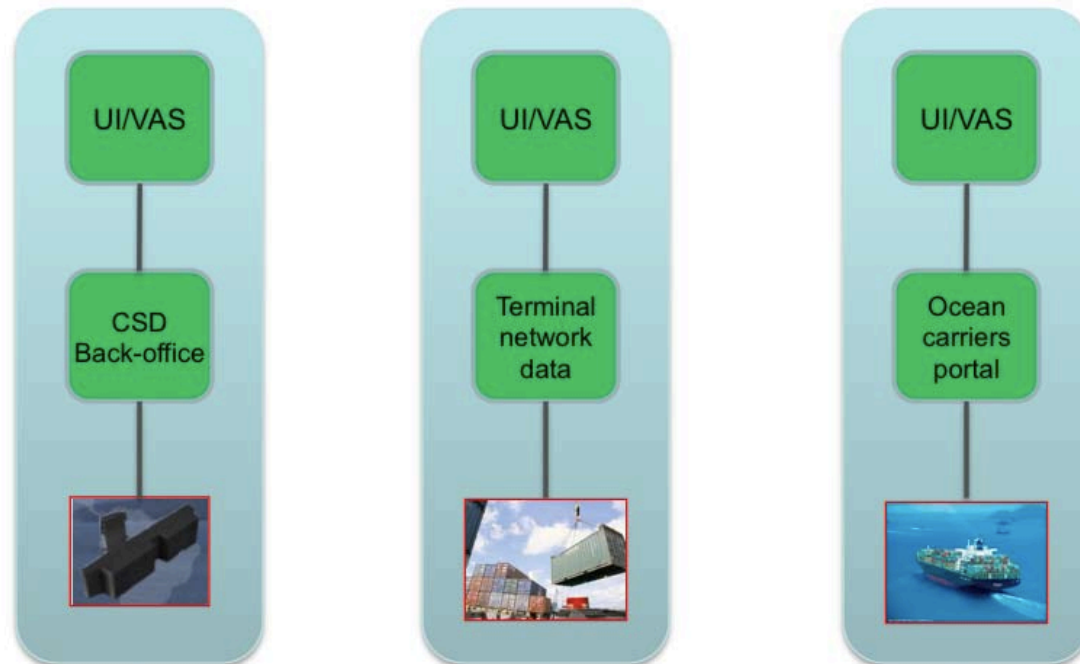 UI/VAS
CSD
Back-office
UI/VAS
Terminal
network
data
UI/VAS
Ocean
carriers
portal